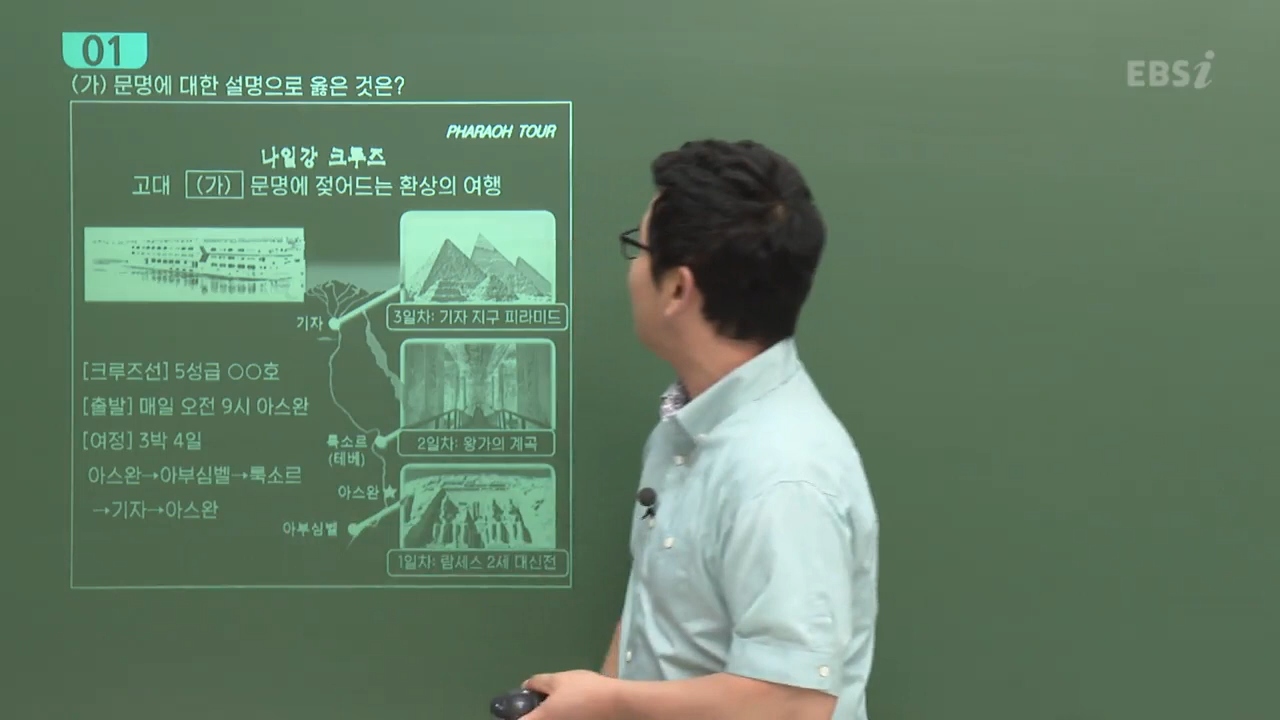 01
EBSi
(가) 문명에 대한 설명으로 옳은 것은?
PHARAOH TOUR
나일강 크루즈
고대 (가) 문명에 젖어드는 환상의 여행
기자
3일차: 기자 지구 피라미드
[크루즈선] 5성급 ○○호
[출발] 매일 오전 9시 아스완
[여정] 3박 4일
아스완→아부심벨→룩소르
→기자→아스완
룩소르
(테베)
2일차: 왕가의 계곡
아스완
아부심벨
1일차: 람세스 2세 대신전